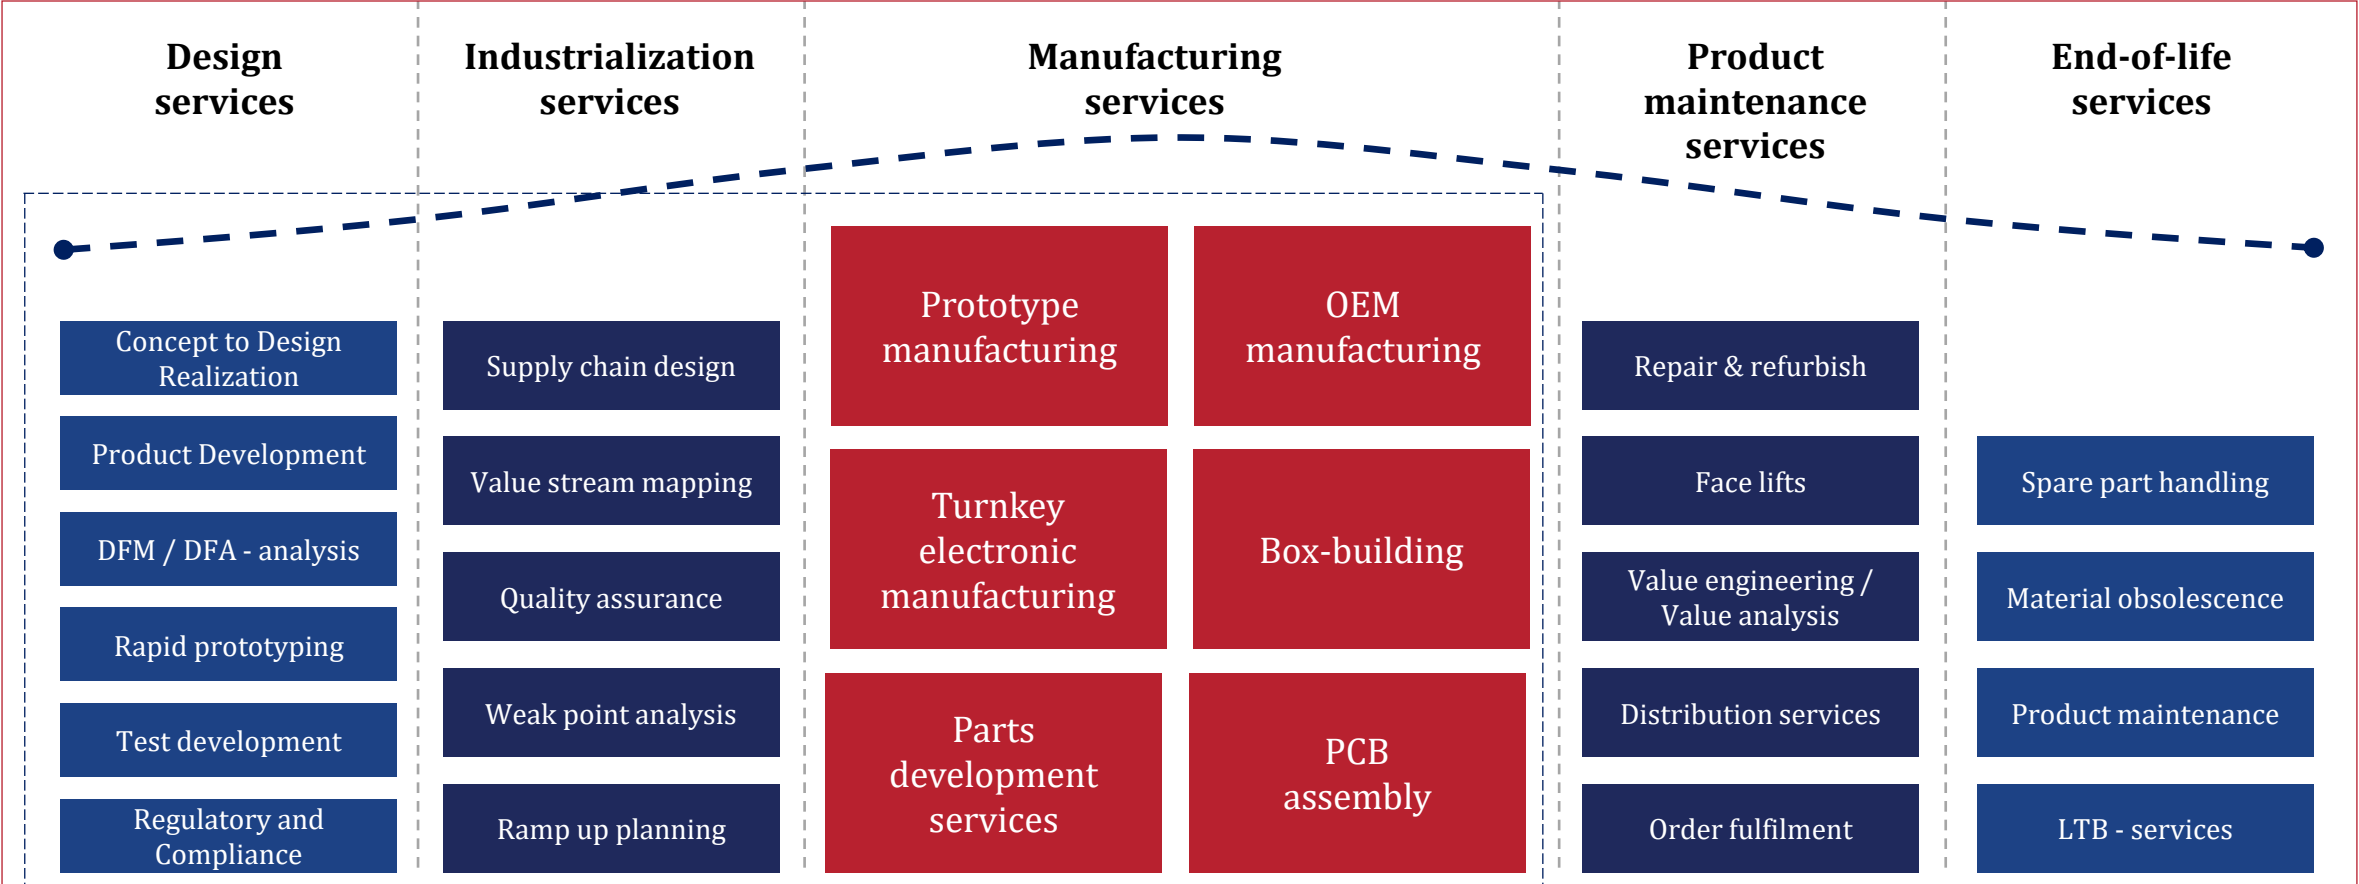 Design
services
Industrialization
services
Manufacturing
services
Product
maintenance
services
End-of-life
services
Concept to Design
Realization
Product Development
DFM / DFA - analysis
Rapid prototyping
Test development
Regulatory and
Compliance
Supply chain design
Value stream mapping
Quality assurance
Weak point analysis
Ramp up planning
Prototype
manufacturing
OEM
manufacturing
Turnkey
electronic
manufacturing
Box-building
Parts
development
services
PCB
assembly
Repair & refurbish
Face lifts
Value engineering /
Value analysis
Distribution services
Order fulfilment
Spare part handling
Material obsolescence
Product maintenance
LTB - services